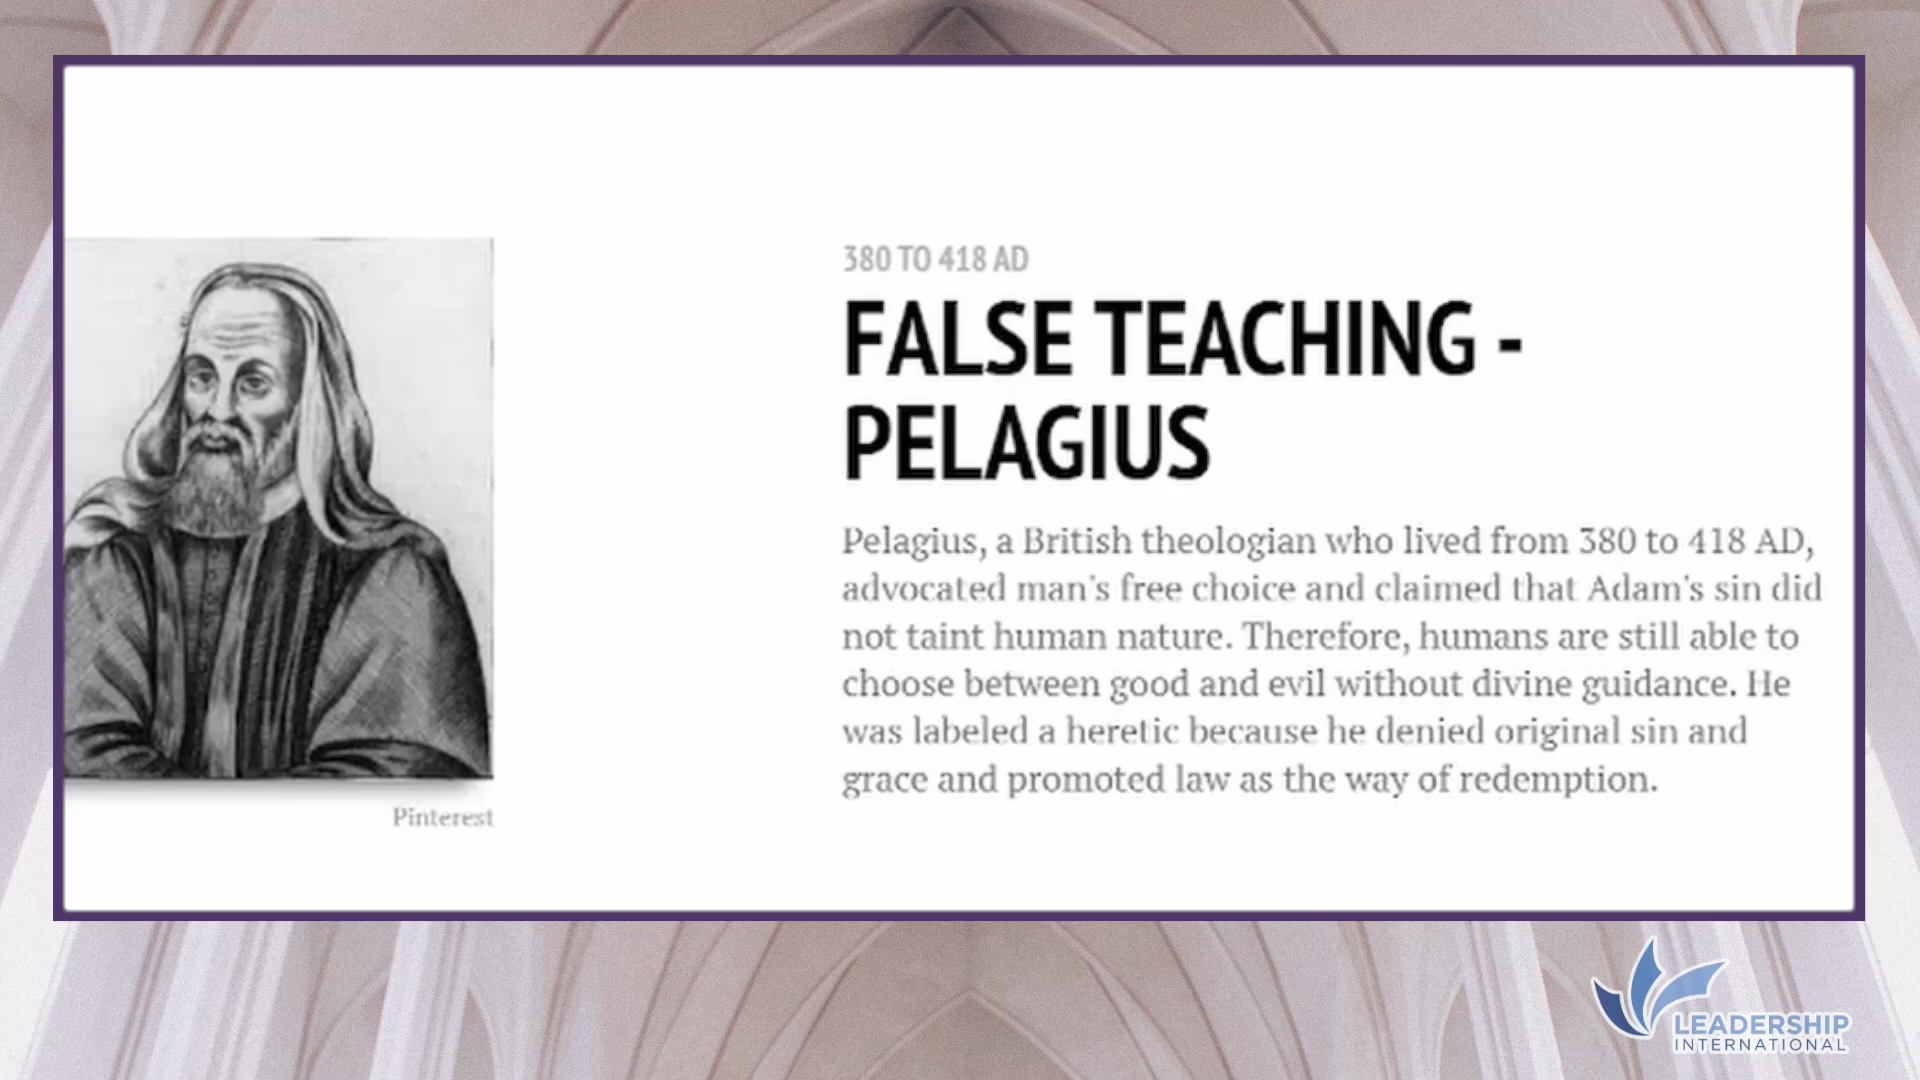 380 TO 418 AD
FALSE TEACHING -
PELAGIUS
Pelagius, a British theologian who lived from 380 to 418 AD,
advocated man's free choice and claimed that Adam's sin did
not taint human nature. Therefore, humans are still able to
choose between good and evil without divine guidance. He
was labeled a heretic because he denied original sin and
grace and promoted law as the way of redemption.
Pinterest
LEADERSHIP
INTERNATIONAL